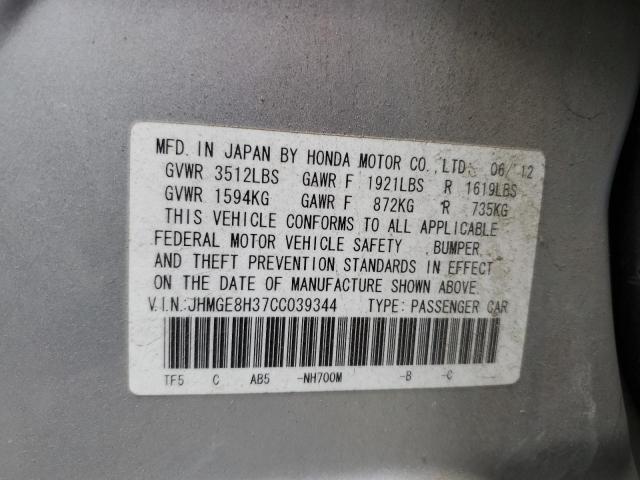 MFD. IN JAPAN BY HONDA MOTOR CO.,LTD. 06/12
GVWR 3512LBS GAWR F 1921LBS R 1619LBS
GVWR 1594KG GAWR F 872KG R 735KG
THIS VEHICLE CONFORMS TO ALL APPLICABLE
FEDERAL MOTOR VEHICLE SAFETY ,BUMPER,
AND THEFT PREVENTION STANDARDS IN EFFECT
ON THE DATE OF MANUFACTURE SHOWN ABOVE.
V.I.N.:JHMGE8H37CC039344 TYPE: PASSENGER CAR
TF5 C AB5 -NH700M -B -C